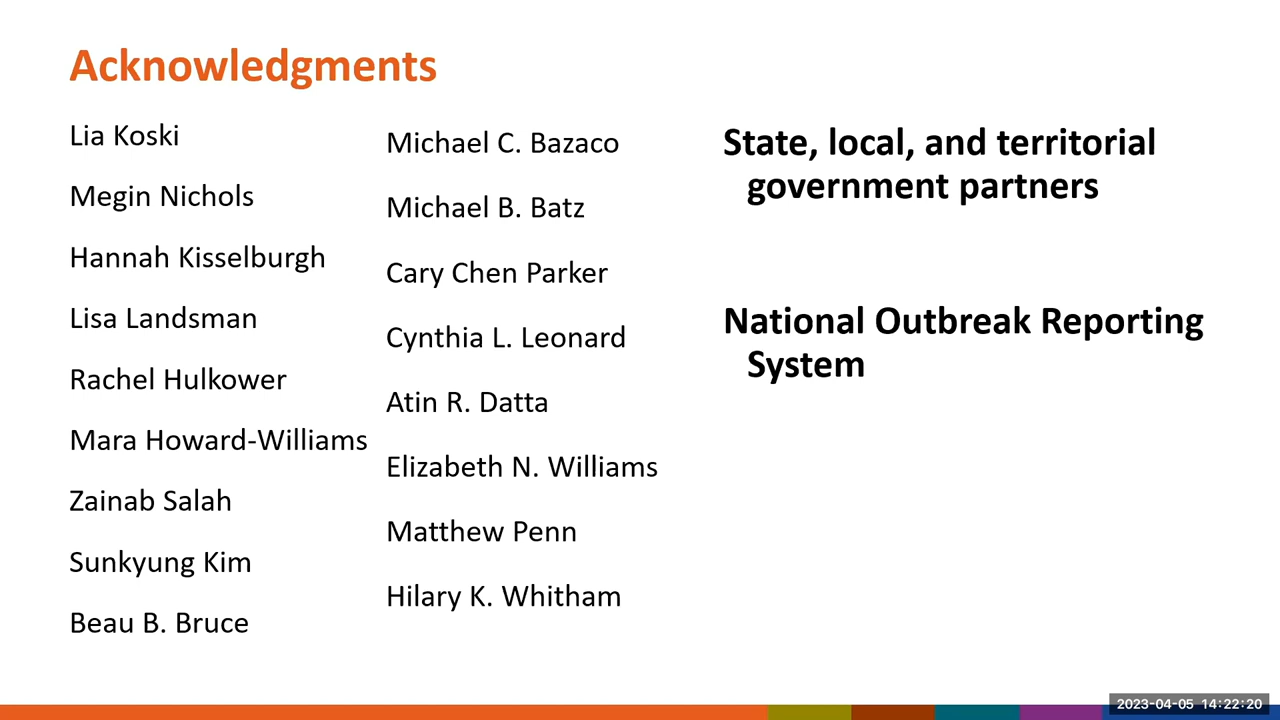 Acknowledgments
Lia Koski
Megin Nichols
Hannah Kisselburgh
Lisa Landsman
Rachel Hulkower
Mara Howard-Williams
Zainab Salah
Sunkyung Kim
Beau B. Bruce
Michael C. Bazaco
Michael B. Batz
Cary Chen Parker
Cynthia L. Leonard
Atin R. Datta
Elizabeth N. Williams
Matthew Penn
Hilary K. Whitham
State, local, and territorial
government partners
National Outbreak Reporting
System
2023-04-05 14:22:20